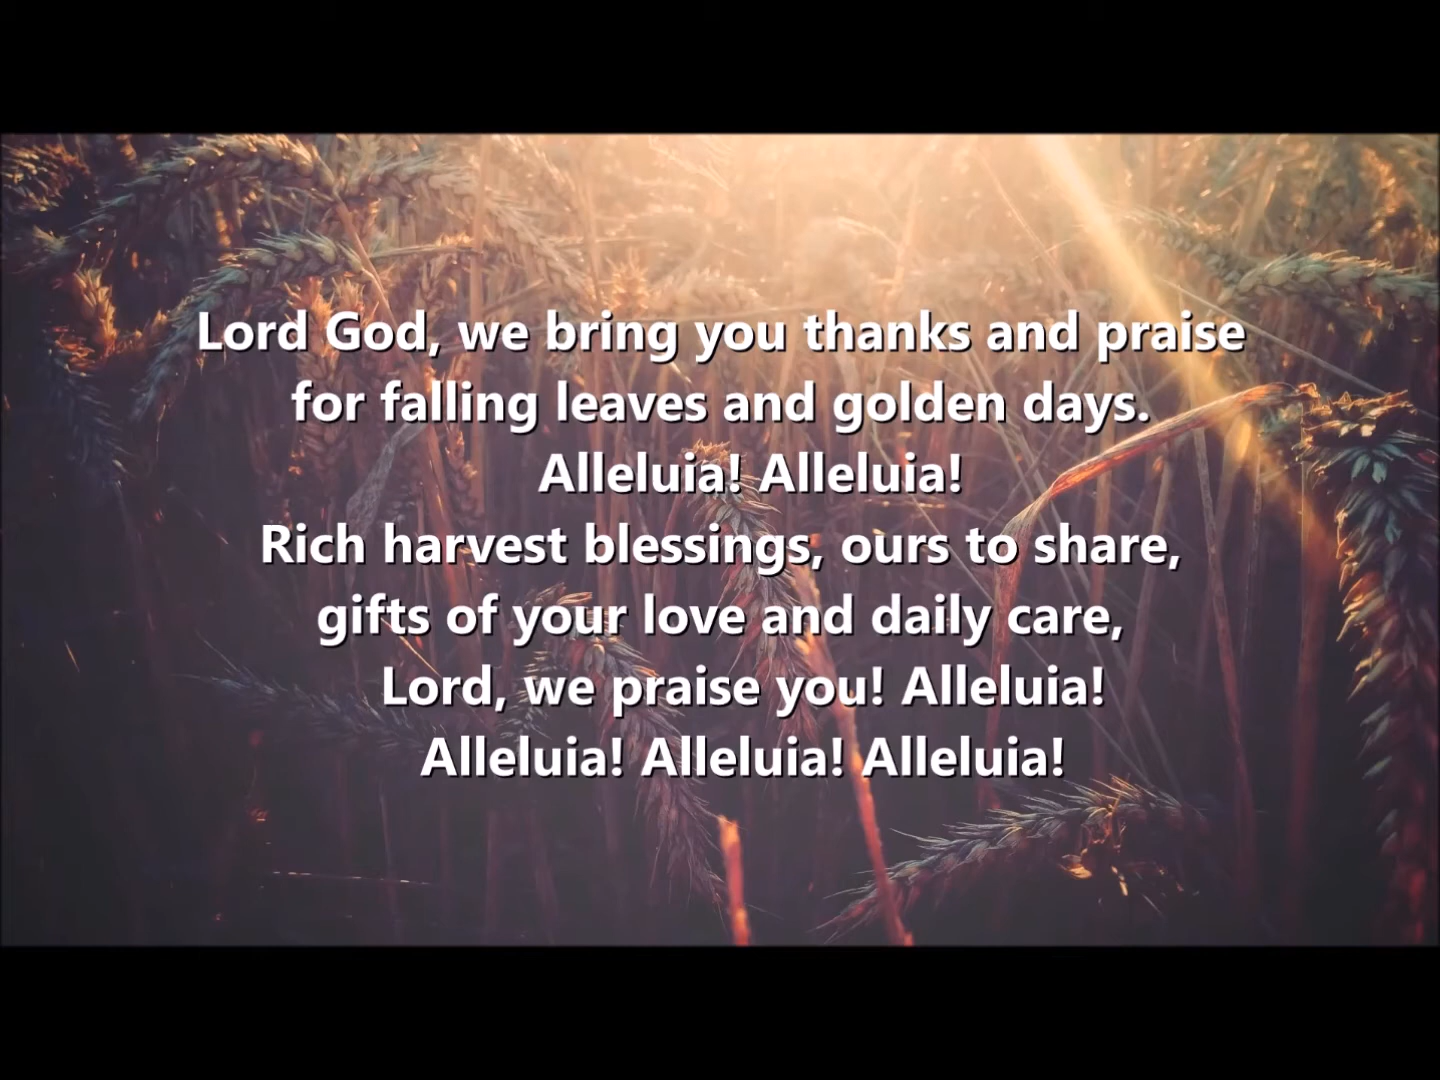 Lord God, we bring you thanks and praise
for falling leaves and golden days.
Alleluia! Alleluia!
Rich harvest blessings, ours to share,
gifts of your love and daily care,
Lord, we praise you! Alleluia!
Alleluia! Alleluia! Alleluia!